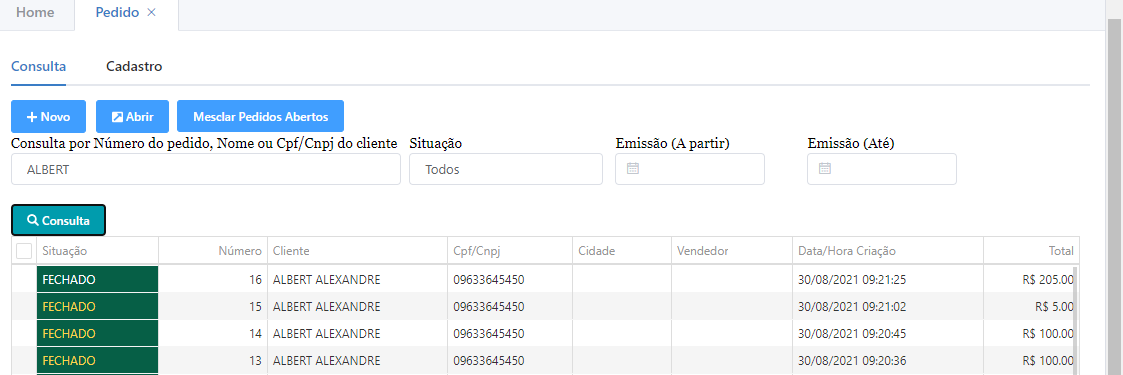 Home Pedido ×
Consulta Cadastro
+ Novo Abrir Mesclar Pedidos Abertos
Consulta por Número do pedido, Nome ou Cpf/Cnpj do cliente Situação Emissão (A partir) Emissão (Até)
ALBERT Todos
Consulta
Situação Número Cliente Cpf/Cnpj Cidade Vendedor Data/Hora Criação Total
FECHADO 16 ALBERT ALEXANDRE 09633645450 30/08/2021 09:21:25 R$ 205.00
FECHADO 15 ALBERT ALEXANDRE 09633645450 30/08/2021 09:21:02 R$ 5.00
FECHADO 14 ALBERT ALEXANDRE 09633645450 30/08/2021 09:20:45 R$ 100.00
FECHADO 13 ALBERT ALEXANDRE 09633645450 30/08/2021 09:20:36 R$ 100.00